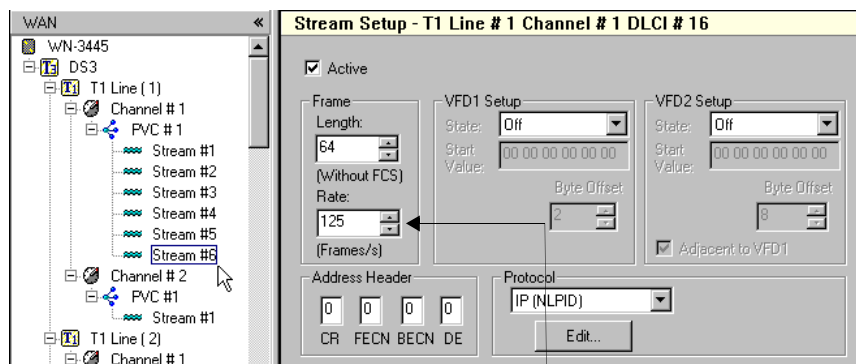 WAN «
WN-3445
T3 DS3
T1 T1 Line ( 1)
Channel # 1
PVC # 1
Stream #1
Stream #2
Stream #3
Stream #4
Stream #5
Stream #6
Channel # 2
PVC #1
Stream #1
T1 T1 Line ( 2)
Channel # 1
Stream Setup - T1 Line # 1 Channel # 1 DLCI # 16
Active
Frame
Length:
64
(Without FCS)
Rate:
125
(Frames/s)
VFD1 Setup
State: Off
Start Value: 00 00 00 00 00 00
Byte Offset
2
VFD2 Setup
State: Off
Start Value: 00 00 00 00 00 00
Byte Offset
8
Adjacent to VFD1
Address Header
0 0 0 0
CR FECN BECN DE
Protocol
IP (NLPID)
Edit...